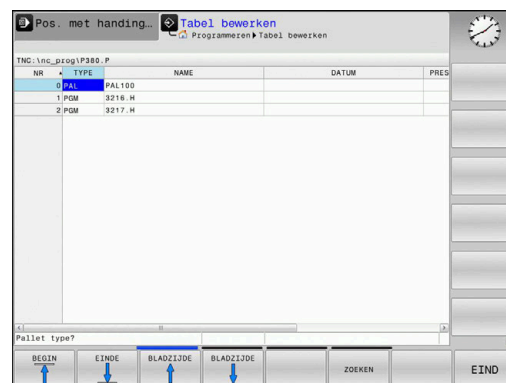 Pos. met handing…
Tabel bewerken
Programmeren▶Tabel bewerken
TNC:\nc_prog\P380.P
NR TYPE NAME DATUM PRES
0 PAL PAL100
1 PGM 3216.H
2 PGM 3217.H
Pallet type?
BEGIN EINDE BLADZIJDE BLADZIJDE ZOEKEN EIND